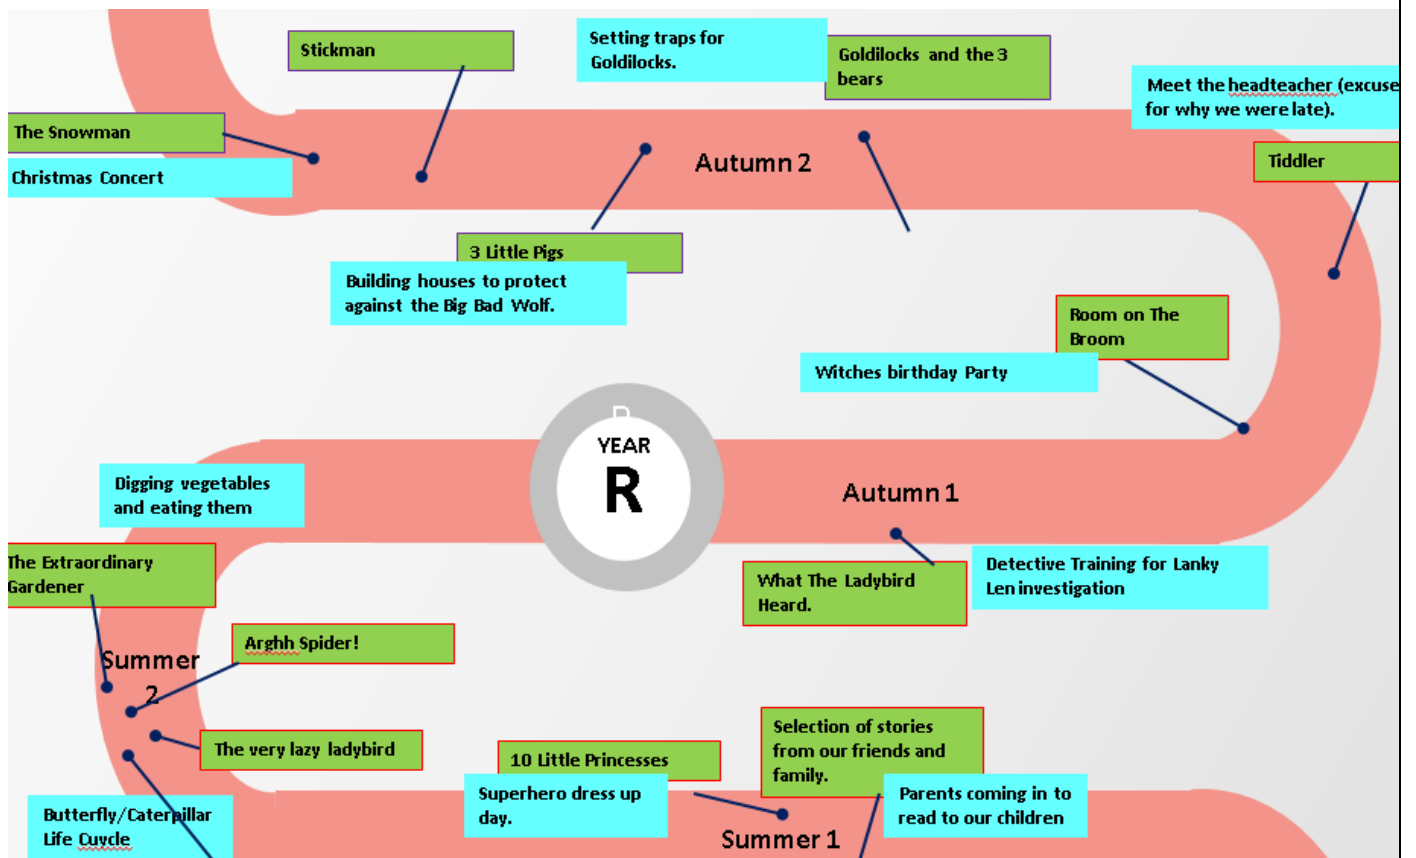 Stickman
Setting traps for
Goldilocks.
Goldilocks and the 3
bears
Meet the headteacher (excuse
for why we were late).
The Snowman
Christmas Concert
Autumn 2
Tiddler
3 Little Pigs
Building houses to protect
against the Big Bad Wolf.
Room on The
Broom
Witches birthday Party
YEAR
R
Digging vegetables
and eating them
Autumn 1
The Extraordinary
Gardener
What The Ladybird
Heard.
Detective Training for Lanky
Len investigation
Arghh Spider!
Summer
2
The very lazy ladybird
10 Little Princesses
Superhero dress up
day.
Selection of stories
from our friends and
family.
Parents coming in to
read to our children
Butterfly/Caterpillar
Life Cuycle
Summer 1